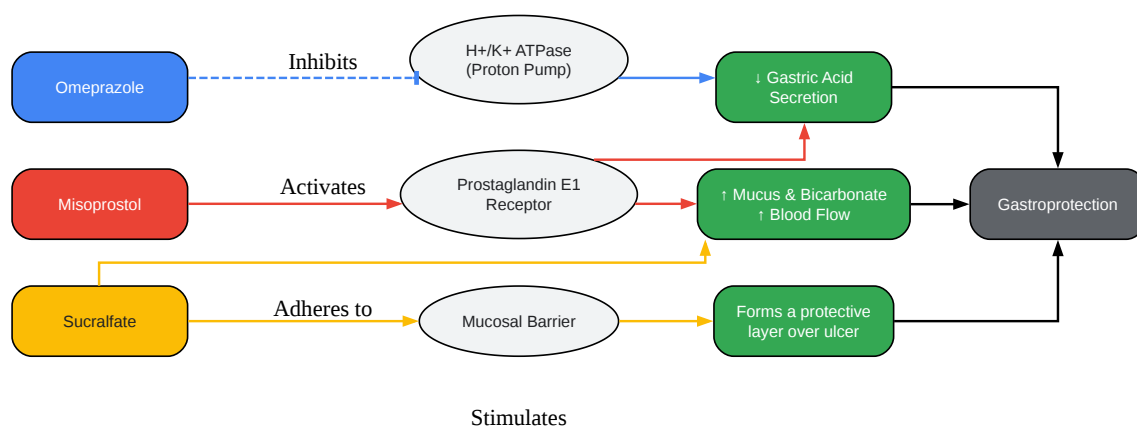 Omeprazole
Inhibits
H+/K+ ATPase
(Proton Pump)
↓ Gastric Acid
Secretion
Misoprostol
Activates
Prostaglandin E1
Receptor
↑ Mucus & Bicarbonate
↑ Blood Flow
Gastroprotection
Sucralfate
Adheres to
Mucosal Barrier
Forms a protective
layer over ulcer
Stimulates